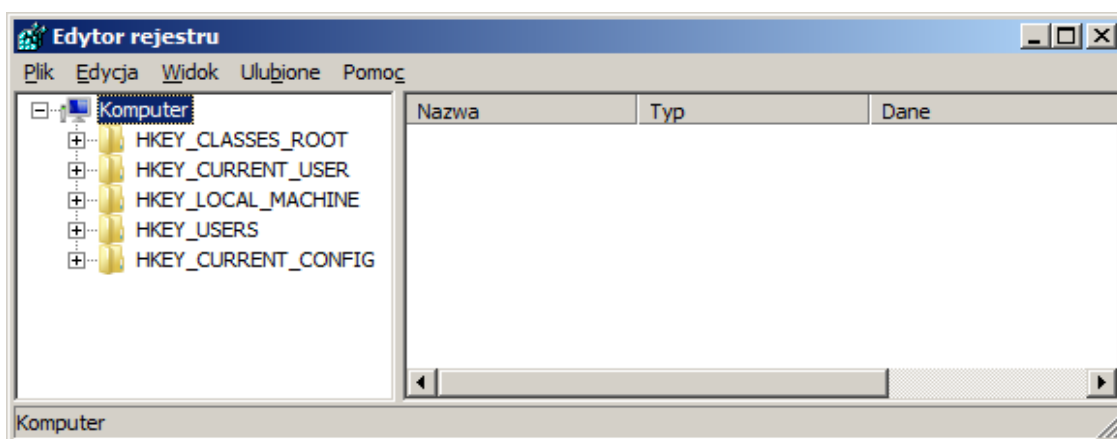 Edytor rejestru
Plik Edycja Widok Ulubione Pomoc
Komputer
HKEY_CLASSES_ROOT
HKEY_CURRENT_USER
HKEY_LOCAL_MACHINE
HKEY_USERS
HKEY_CURRENT_CONFIG
Nazwa Typ Dane
Komputer